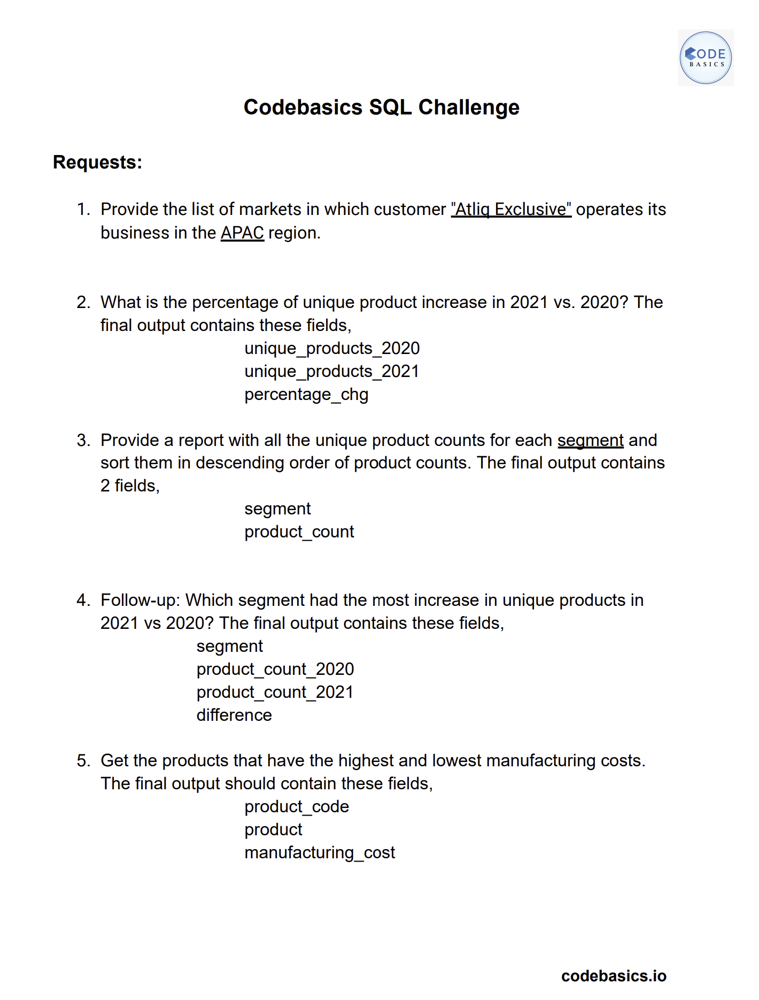 CODE
BASICS
Codebasics SQL Challenge
Requests:
1. Provide the list of markets in which customer "Atliq Exclusive" operates its
business in the APAC region.
2. What is the percentage of unique product increase in 2021 vs. 2020? The
final output contains these fields,
unique_products_2020
unique_products_2021
percentage_chg
3. Provide a report with all the unique product counts for each segment and
sort them in descending order of product counts. The final output contains
2 fields,
segment
product_count
4. Follow-up: Which segment had the most increase in unique products in
2021 vs 2020? The final output contains these fields,
segment
product_count_2020
product_count_2021
difference
5. Get the products that have the highest and lowest manufacturing costs.
The final output should contain these fields,
product_code
product
manufacturing_cost
codebasics.io